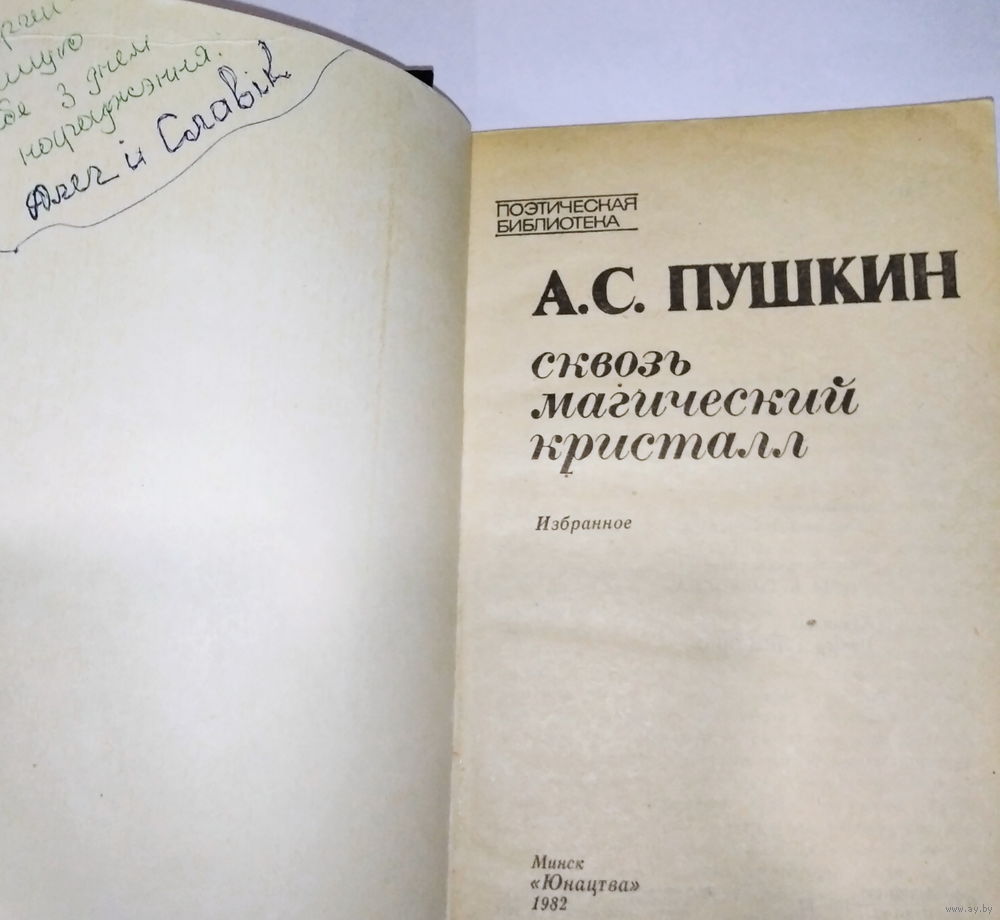 з днем
нараджэння!
Алег і Славік
ПОЭТИЧЕСКАЯ
БИБЛИОТЕКА
А.С. ПУШКИН
сквозь
магический
кристалл
Избранное
Минск
«Юнацтва»
1982
www.ay.by